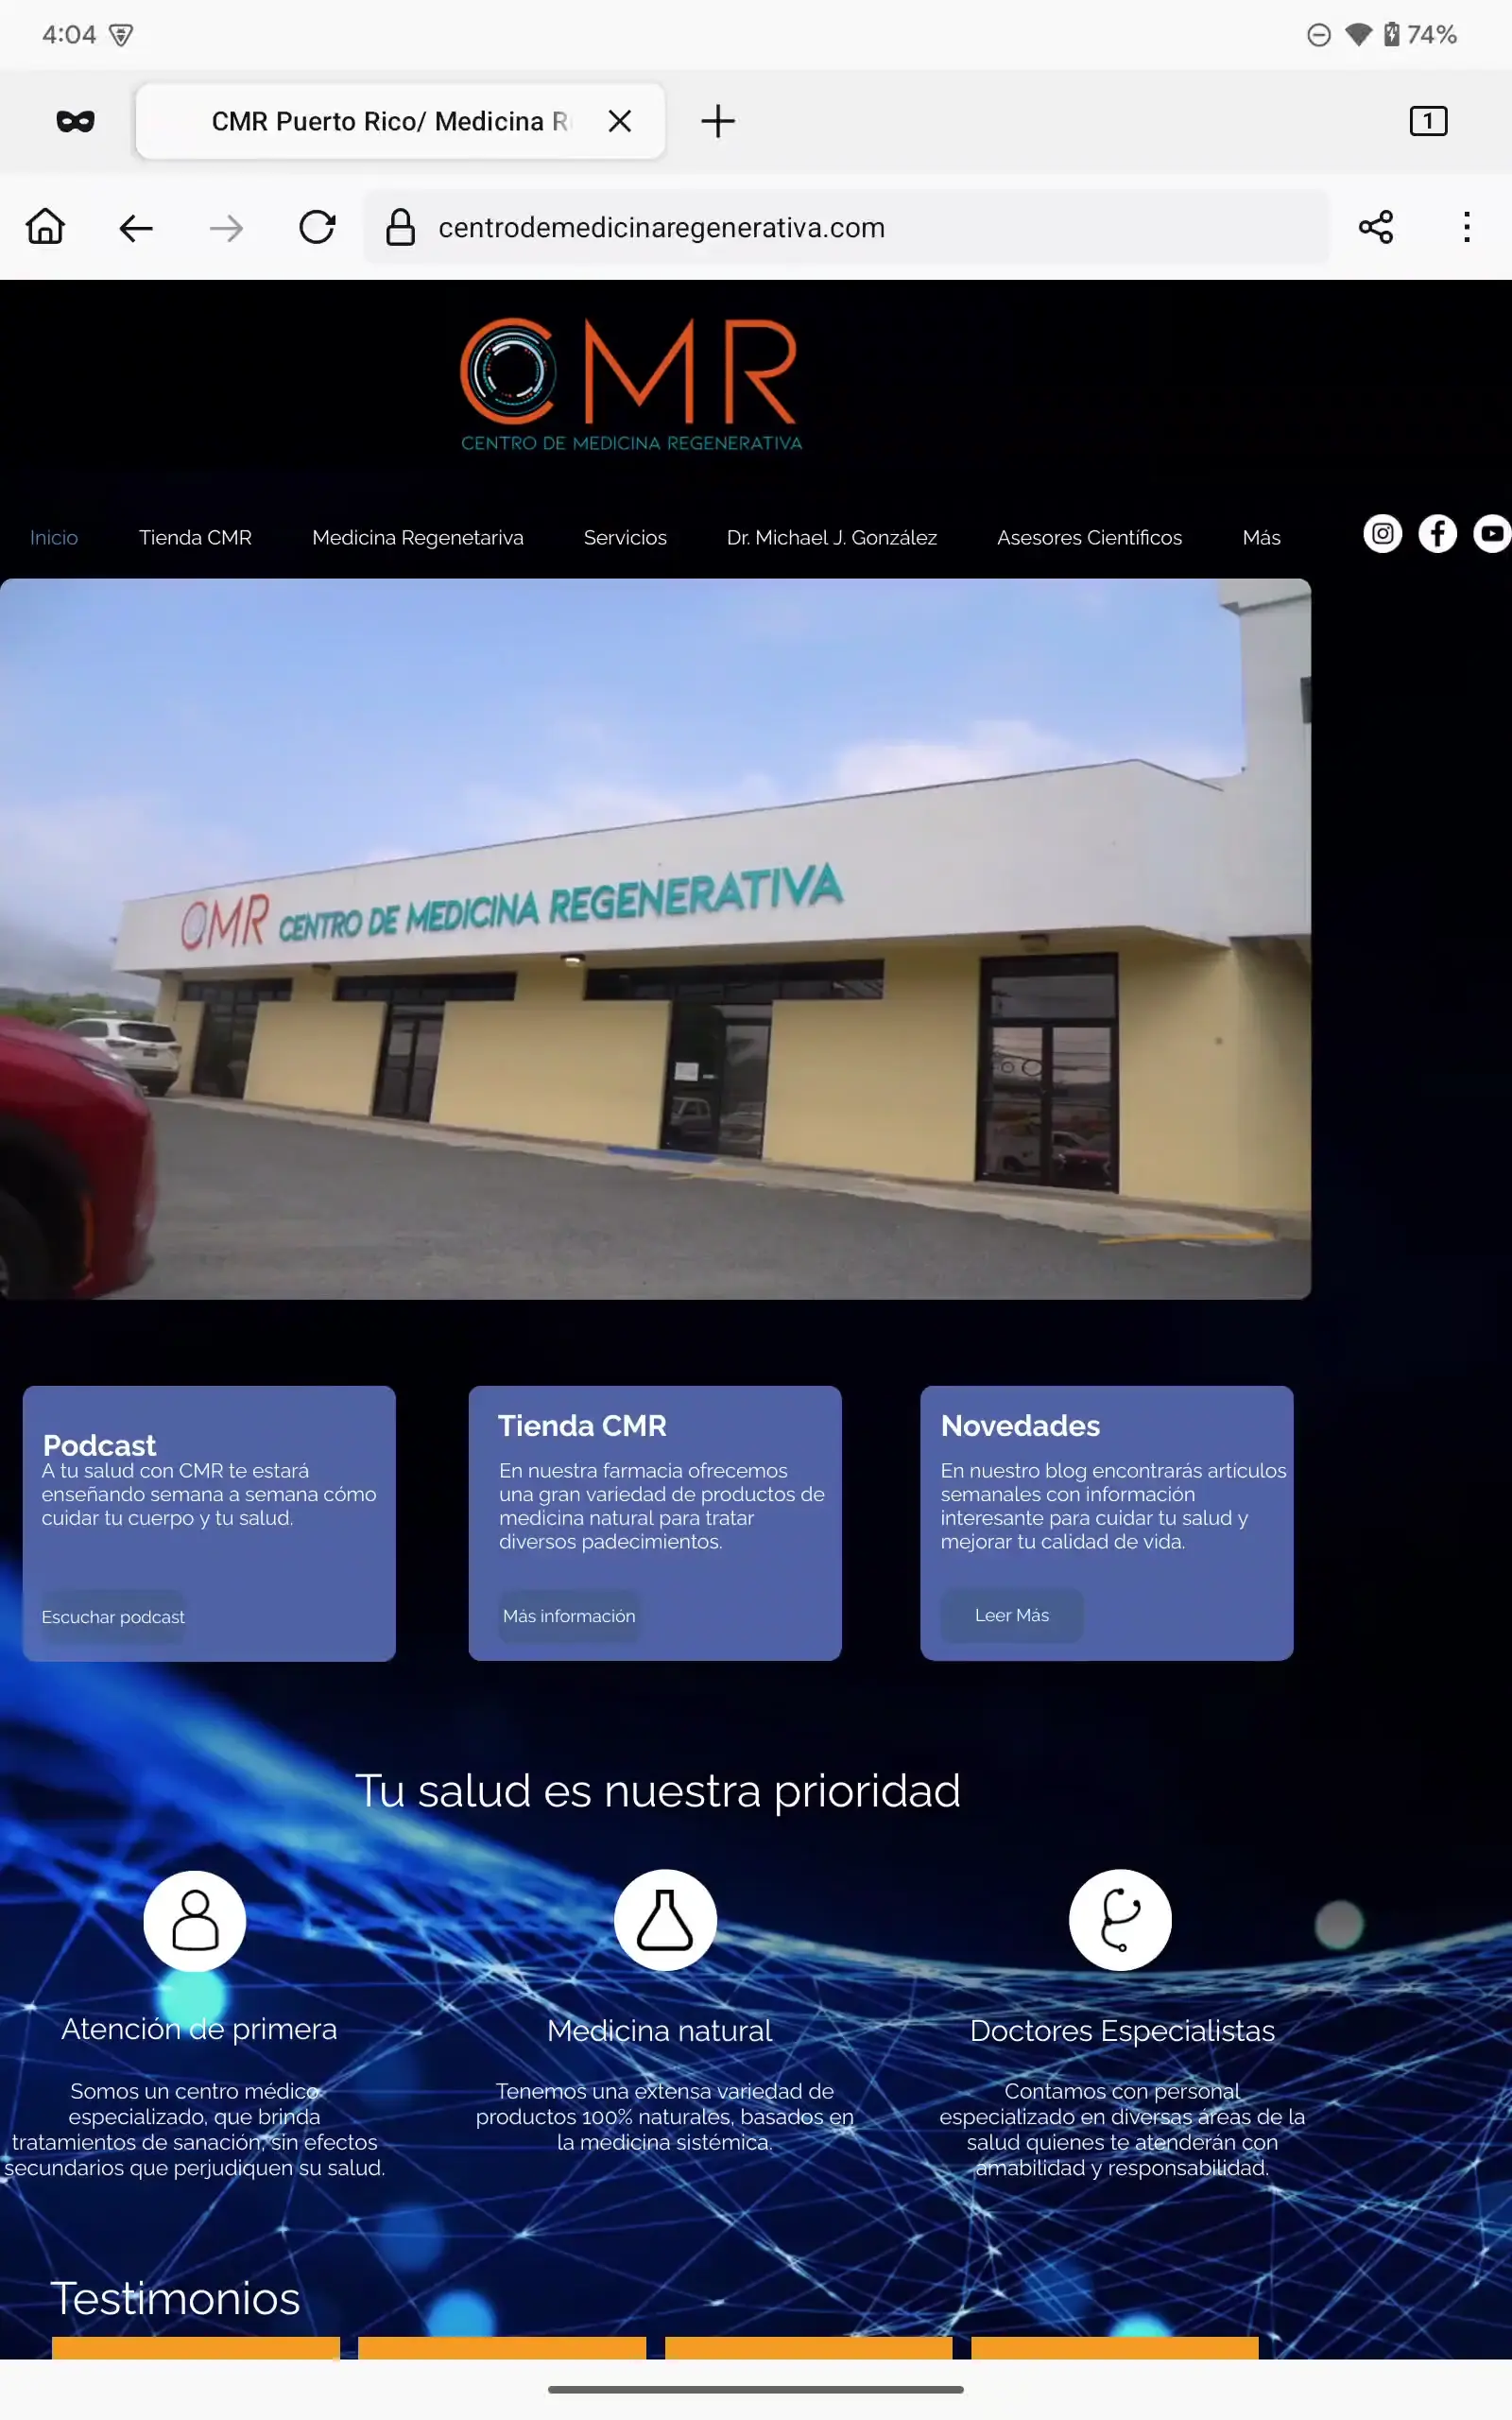 4:04
74%
CMR Puerto Rico/ Medicina R
1
centrodemedicinaregenerativa.com
CMR
CENTRO DE MEDICINA REGENERATIVA
Inicio
Tienda CMR
Medicina Regenetariva
Servicios
Dr. Michael J. González
Asesores Científicos
Más
CMR CENTRO DE MEDICINA REGENERATIVA
Podcast
A tu salud con CMR te estará
enseñando semana a semana cómo
cuidar tu cuerpo y tu salud.
Escuchar podcast
Tienda CMR
En nuestra farmacia ofrecemos
una gran variedad de productos de
medicina natural para tratar
diversos padecimientos.
Más información
Novedades
En nuestro blog encontrarás artículos
semanales con información
interesante para cuidar tu salud y
mejorar tu calidad de vida.
Leer Más
Tu salud es nuestra prioridad
Atención de primera
Somos un centro médico
especializado, que brinda
tratamientos de sanación, sin efectos
secundarios que perjudiquen su salud.
Medicina natural
Tenemos una extensa variedad de
productos 100% naturales, basados en
la medicina sistémica.
Doctores Especialistas
Contamos con personal
especializado en diversas áreas de la
salud quienes te atenderán con
amabilidad y responsabilidad.
Testimonios